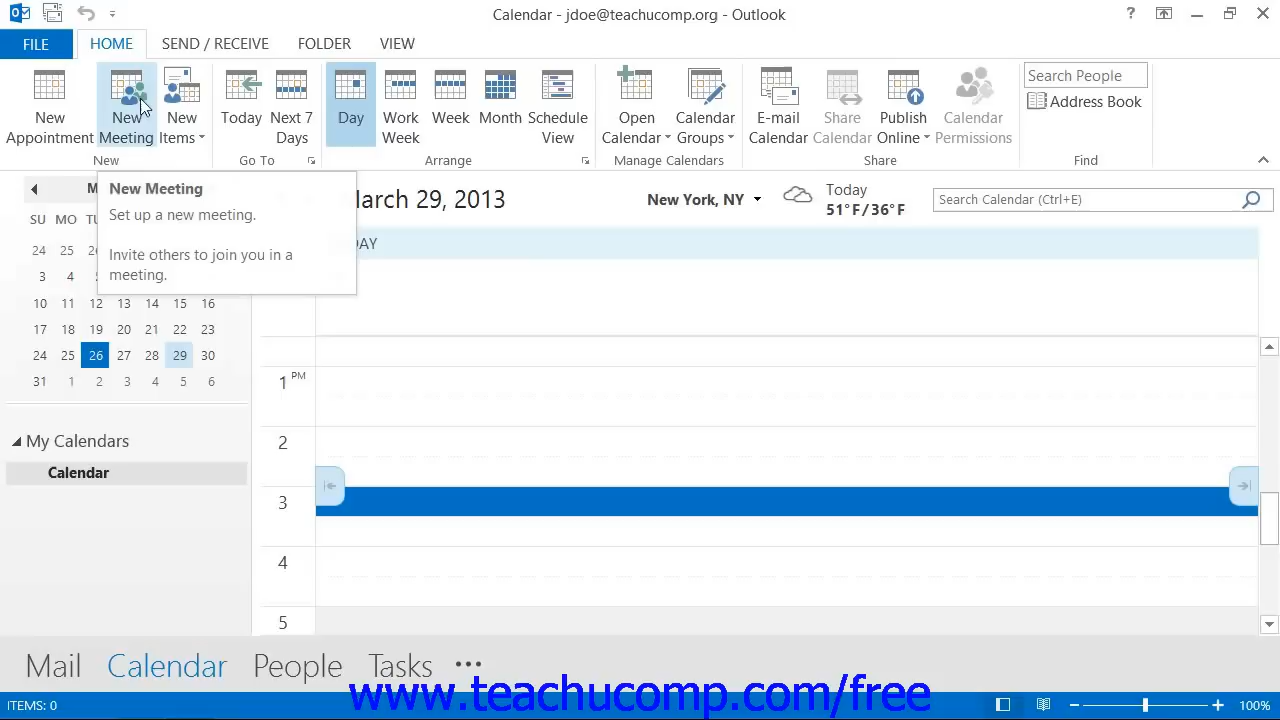 Calendar - jdoe@teachucomp.org - Outlook
?
FILE HOME SEND / RECEIVE FOLDER VIEW
New Appointment
New Meeting
New Items
Today
Next 7 Days
Day
Work Week
Week
Month
Schedule View
Open Calendar
Calendar Groups
E-mail Calendar
Share Calendar
Publish Online
Calendar Permissions
Search People
Address Book
New Go To Arrange Manage Calendars Share Find
New Meeting
Set up a new meeting.
Invite others to join you in a
meeting.
M
SU MO TU
24 25 26
3 4 5
10 11 12 13 14 15 16
17 18 19 20 21 22 23
24 25 26 27 28 29 30
31 1 2 3 4 5 6
My Calendars
Calendar
March 29, 2013
New York, NY
Today
51°F/36°F
Search Calendar (Ctrl+E)
DAY
1 PM
2
3
4
5
Mail Calendar People Tasks •••
www.teachucomp.com/free
ITEMS: 0
100%